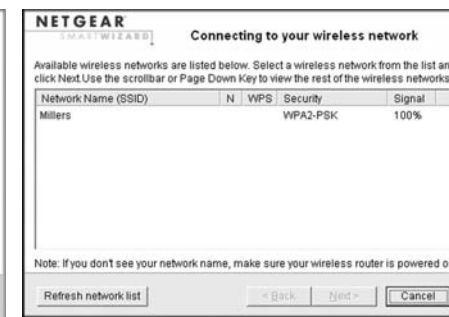 NETGEAR
SMARTWIZARD
Connecting to your wireless network
Available wireless networks are listed below. Select a wireless network from the list an
click Next.Use the scrollbar or Page Down Key to view the rest of the wireless networks
Network Name (SSID) N WPS Security Signal
Millers WPA2-PSK 100%
Note: If you don't see your network name, make sure your wireless router is powered o
Refresh network list < Back Next > Cancel